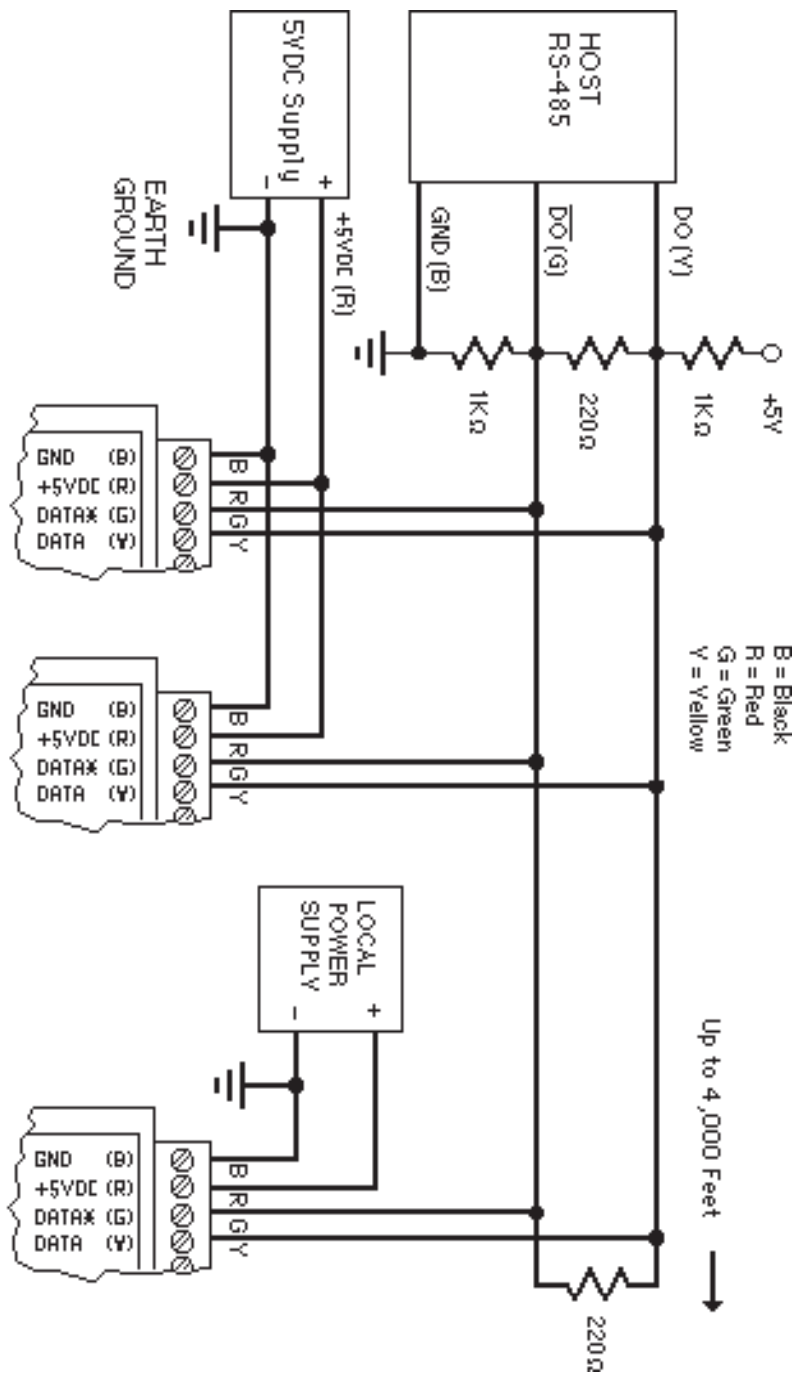 HOST
RS-485
5VDC Supply
- +
EARTH
GROUND
+5VDC (R)
GND (B)
D̅O̅ (G)
DO (Y)
+5V
1KΩ
220Ω
1KΩ
GND (B)
+5VDC (R)
DATA* (G)
DATA (Y)
B
R
G
Y
B = Black
R = Red
G = Green
Y = Yellow
GND (B)
+5VDC (R)
DATA* (G)
DATA (Y)
B
R
G
Y
LOCAL
POWER
SUPPLY
- +
Up to 4,000 Feet
GND (B)
+5VDC (R)
DATA* (G)
DATA (Y)
B
R
G
Y
220Ω